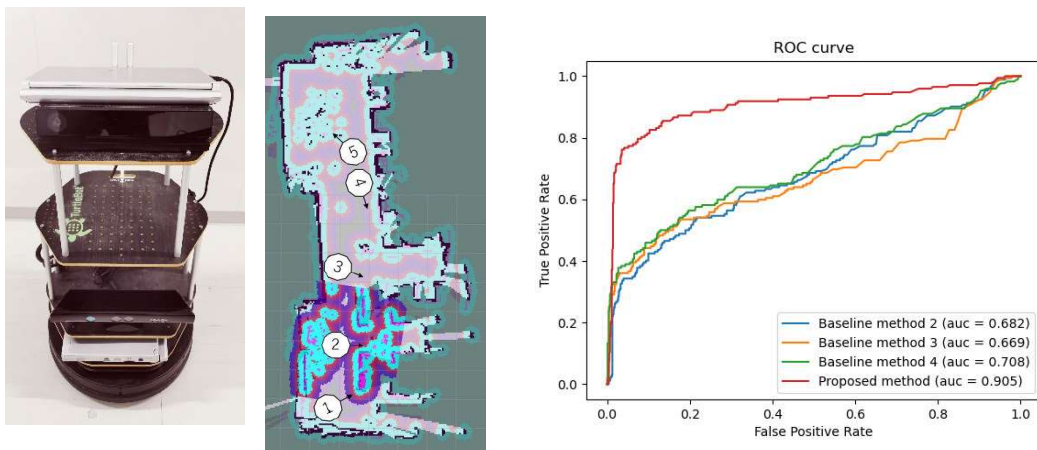 TurtleBot
5
4
3
2
1
ROC curve
True Positive Rate
1.0
0.8
0.6
0.4
0.2
0.0
Baseline method 2 (auc = 0.682)
Baseline method 3 (auc = 0.669)
Baseline method 4 (auc = 0.708)
Proposed method (auc = 0.905)
0.0 0.2 0.4 0.6 0.8 1.0
False Positive Rate